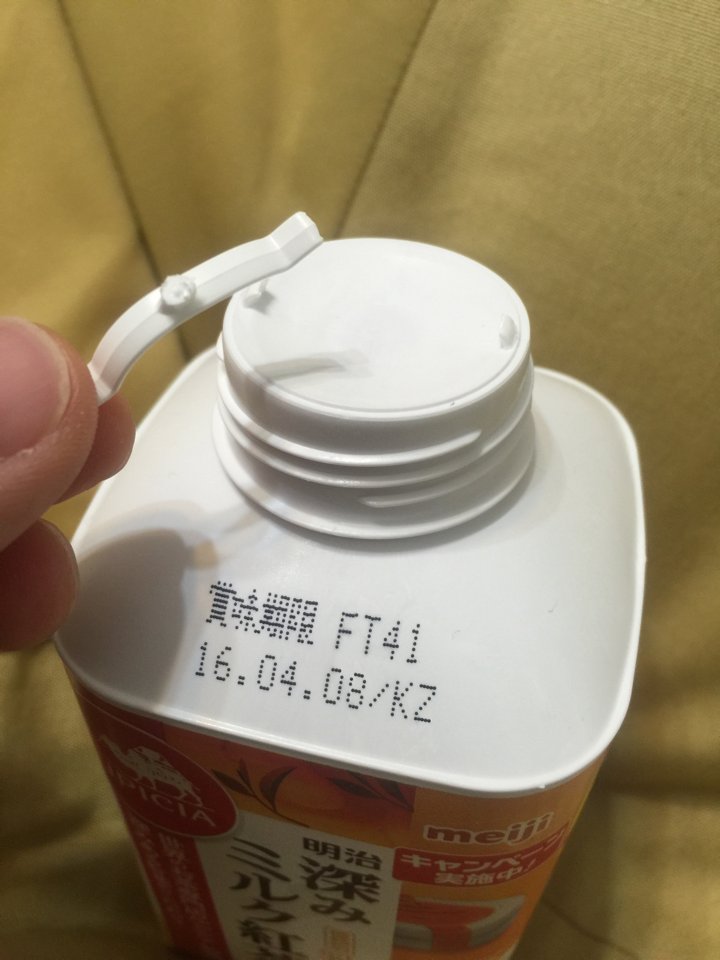 賞味期限 FT41
16.04.08/KZ
PICIA
meiji
キャンペーン
実施中!
明治
深み
ミルク紅